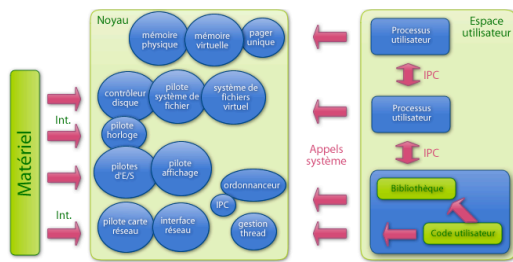 Noyau
Espace
utilisateur
mémoire
physique
mémoire
virtuelle
pager
unique
Processus
utilisateur
IPC
contrôleur
disque
pilote
système
de fichier
système
de fichiers
virtuel
Int.
pilote
horloge
Processus
utilisateur
Matériel
Appels
système
IPC
pilotes
d'E/S
pilote
affichage
ordonnanceur
IPC
Bibliothèque
Int.
pilote carte
réseau
interface
réseau
gestion
thread
Code utilisateur